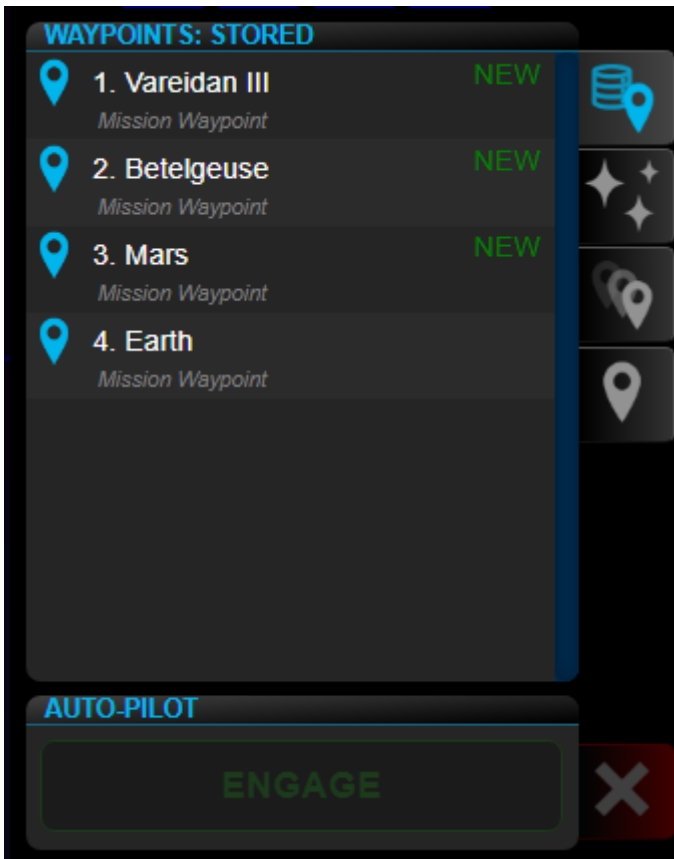 WAYPOINTS: STORED
1. Vareidan III NEW
Mission Waypoint
2. Betelgeuse NEW
Mission Waypoint
3. Mars NEW
Mission Waypoint
4. Earth
Mission Waypoint
AUTO-PILOT
ENGAGE